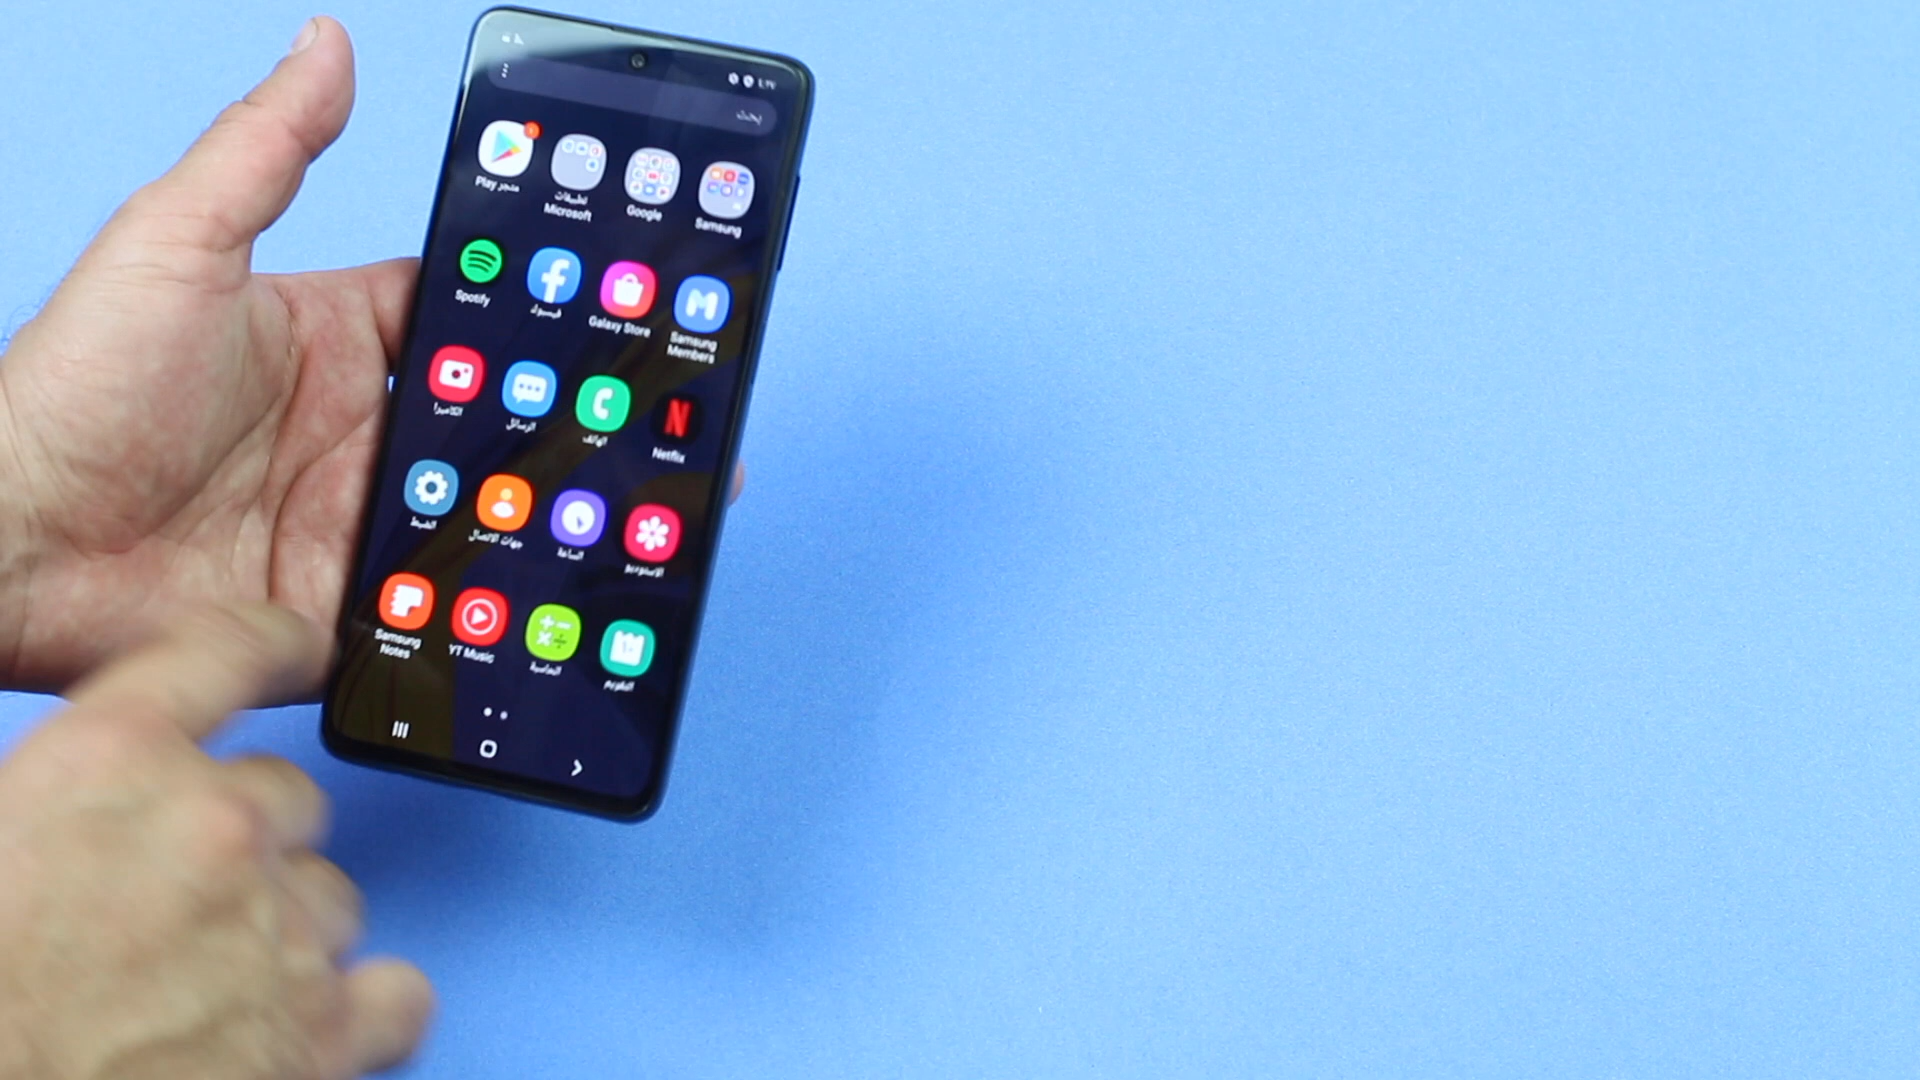 بحث
Samsung
Google
تطبيقات
Microsoft
متجر Play
Samsung
Members
Galaxy Store
فيسبوك
Spotify
Netflix
الهاتف
الرسائل
الكاميرا
الاستوديو
الساعة
جهات الاتصال
الضبط
التقويم
الحاسبة
YT Music
Samsung
Notes